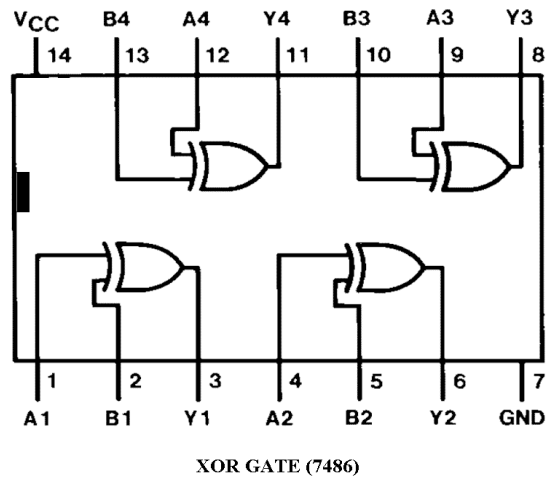 VCC B4 A4 Y4 B3 A3 Y3
14 13 12 11 10 9 8
1 2 3 4 5 6 7
A1 B1 Y1 A2 B2 Y2 GND
XOR GATE (7486)